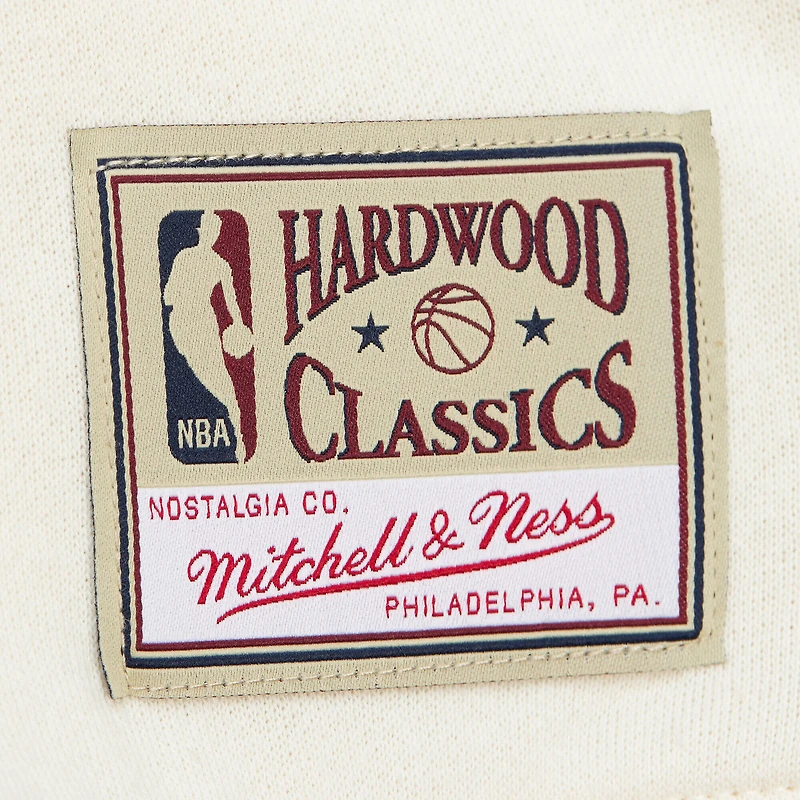 NBA
HARDWOOD
CLASSICS
NOSTALGIA CO.
Mitchell & Ness
PHILADELPHIA, PA.